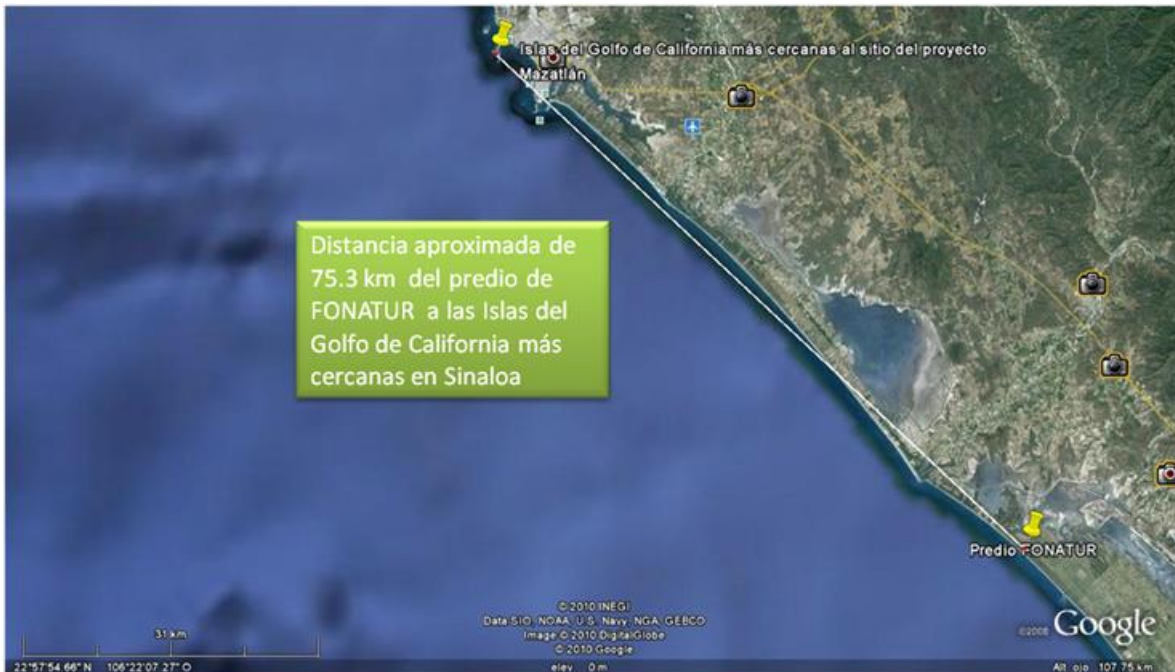 Islas del Golfo de California más cercanas al sitio del proyecto
Mazatlán
Distancia aproximada de
75.3 km del predio de
FONATUR a las Islas del
Golfo de California más
cercanas en Sinaloa
Predio FONATUR
© 2010 INEGI
Data SIO, NOAA, U.S. Navy, NGA, GEBCO
Image © 2010 DigitalGlobe
© 2010 Google
Google
31 km
22°57'54.66" N 106°22'07.27" O
elev 0 m
Alt. ojo 107.75 km